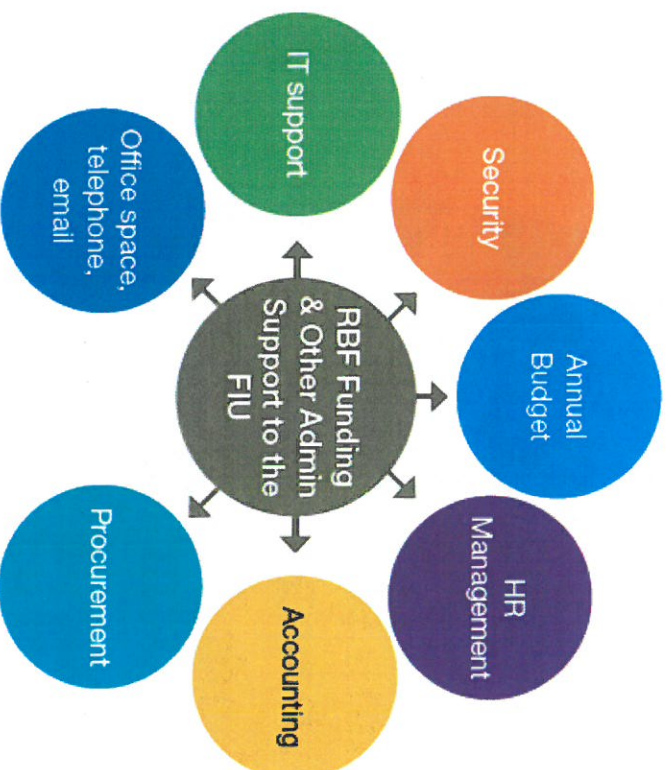 Annual
Budget
Security
HR
Management
IT support
RBF Funding
& Other Admin
Support to the
FIU
Accounting
Office space,
telephone,
email
Procurement